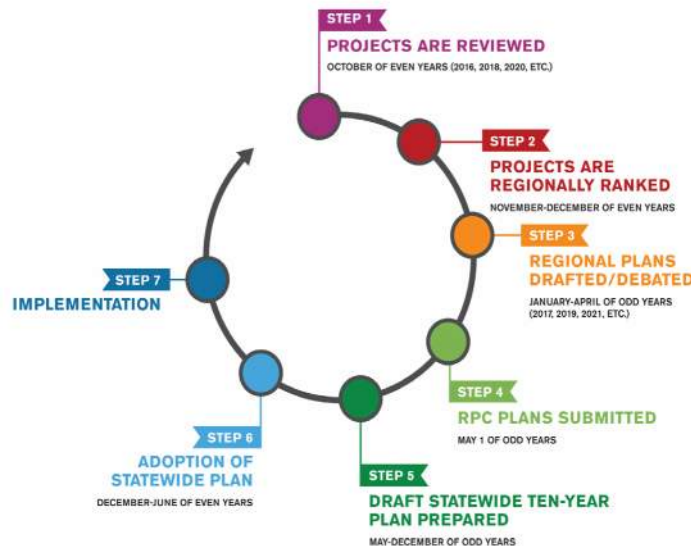 STEP 1
PROJECTS ARE REVIEWED
OCTOBER OF EVEN YEARS (2016, 2018, 2020, ETC.)
STEP 2
PROJECTS ARE
REGIONALLY RANKED
NOVEMBER-DECEMBER OF EVEN YEARS
STEP 3
REGIONAL PLANS
DRAFTED/DEBATED
JANUARY-APRIL OF ODD YEARS
(2017, 2019, 2021, ETC.)
STEP 4
RPC PLANS SUBMITTED
MAY 1 OF ODD YEARS
STEP 5
DRAFT STATEWIDE TEN-YEAR
PLAN PREPARED
MAY-DECEMBER OF ODD YEARS
STEP 6
ADOPTION OF
STATEWIDE PLAN
DECEMBER-JUNE OF EVEN YEARS
STEP 7
IMPLEMENTATION